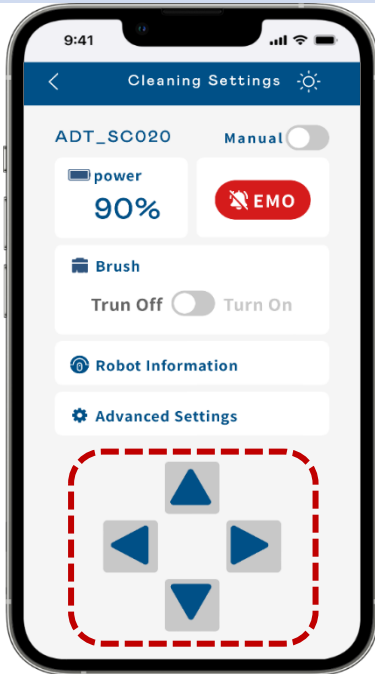 9:41
Cleaning Settings
ADT_SC020
Manual
power
90%
EMO
Brush
Trun Off
Turn On
Robot Information
Advanced Settings